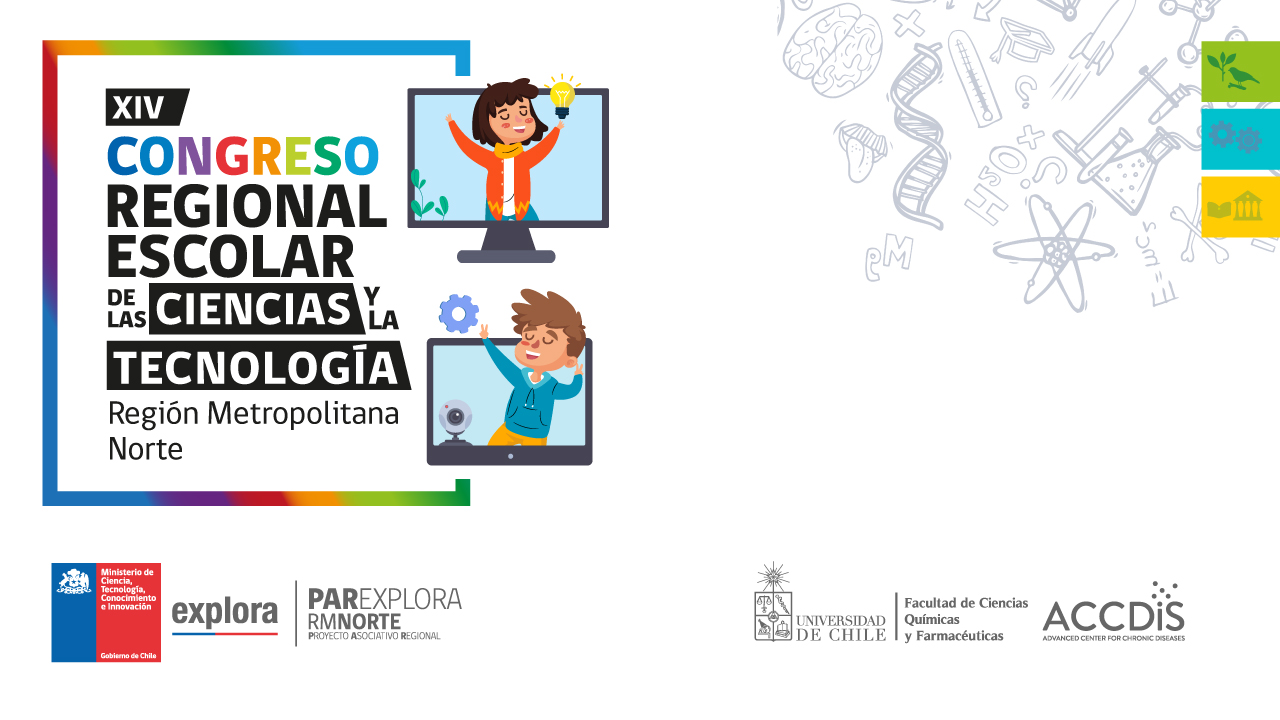 XIV
CONGRESO
REGIONAL
ESCOLAR
DE LAS CIENCIAS Y LA
TECNOLOGÍA
Región Metropolitana
Norte
Ministerio de
Ciencia,
Tecnología,
Conocimiento
e Innovación
Gobierno de Chile
explora
PAREXPLORA
RMNORTE
PROYECTO ASOCIATIVO REGIONAL
UNIVERSIDAD
DE CHILE
Facultad de Ciencias
Químicas
y Farmacéuticas
ACCDiS
ADVANCED CENTER FOR CHRONIC DISEASES